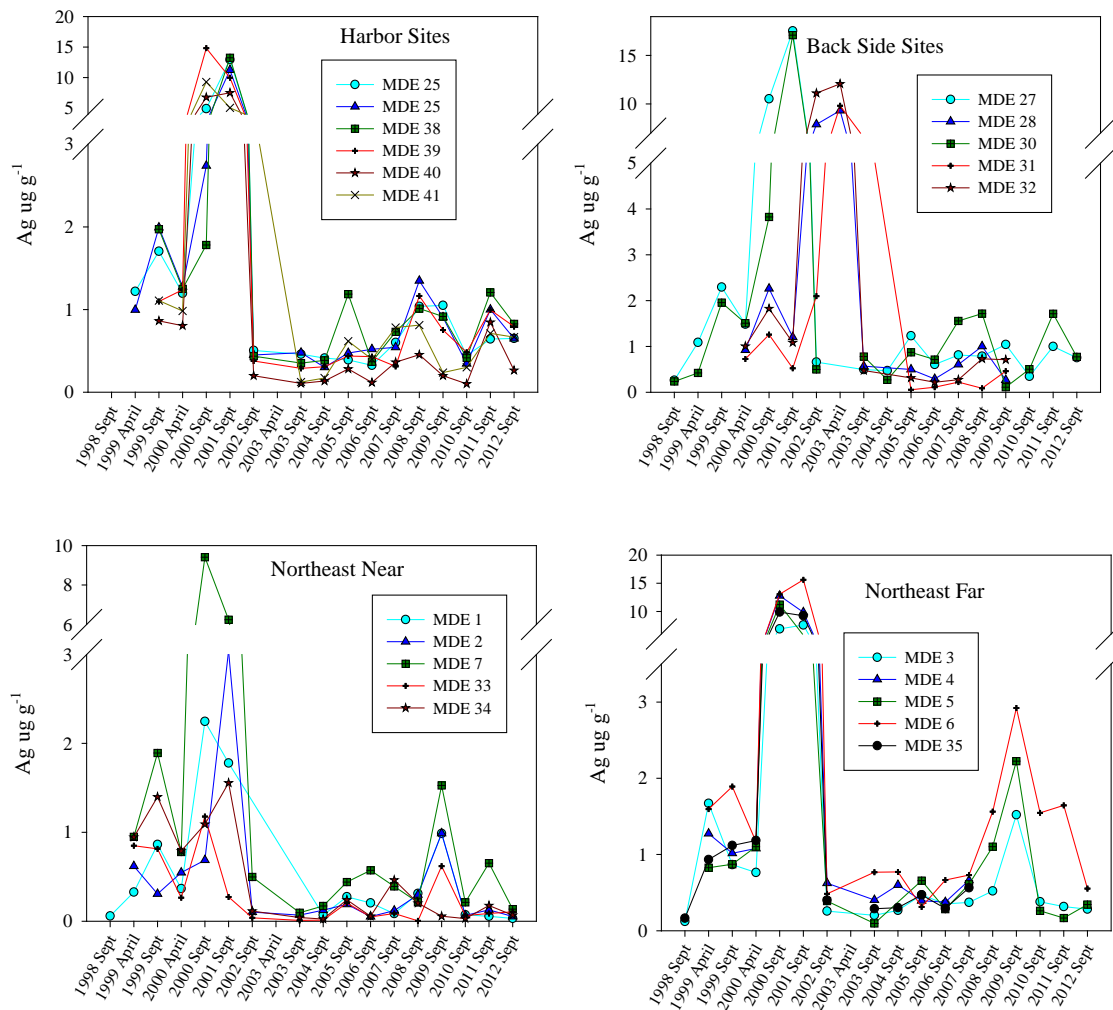 Harbor Sites
20
15
10
5
3
2
1
0
Ag ug g-1
MDE 25
MDE 25
MDE 38
MDE 39
MDE 40
MDE 41
1998 Sept
1999 April
1999 Sept
2000 April
2000 Sept
2001 Sept
2002 Sept
2003 April
2003 Sept
2004 Sept
2005 Sept
2006 Sept
2007 Sept
2008 Sept
2009 Sept
2010 Sept
2011 Sept
2012 Sept
Back Side Sites
15
10
5
4
3
2
1
0
Ag ug g-1
MDE 27
MDE 28
MDE 30
MDE 31
MDE 32
1998 Sept
1999 April
1999 Sept
2000 April
2000 Sept
2001 Sept
2002 Sept
2003 April
2003 Sept
2004 Sept
2005 Sept
2006 Sept
2007 Sept
2008 Sept
2009 Sept
2010 Sept
2011 Sept
2012 Sept
Northeast Near
10
8
6
3
2
1
0
Ag ug g-1
MDE 1
MDE 2
MDE 7
MDE 33
MDE 34
1998 Sept
1999 April
1999 Sept
2000 April
2000 Sept
2001 Sept
2002 Sept
2003 April
2003 Sept
2004 Sept
2005 Sept
2006 Sept
2007 Sept
2008 Sept
2009 Sept
2010 Sept
2011 Sept
2012 Sept
Northeast Far
20
15
10
3
2
1
0
Ag ug g-1
MDE 3
MDE 4
MDE 5
MDE 6
MDE 35
1998 Sept
1999 April
1999 Sept
2000 April
2000 Sept
2001 Sept
2002 Sept
2003 April
2003 Sept
2004 Sept
2005 Sept
2006 Sept
2007 Sept
2008 Sept
2009 Sept
2010 Sept
2011 Sept
2012 Sept